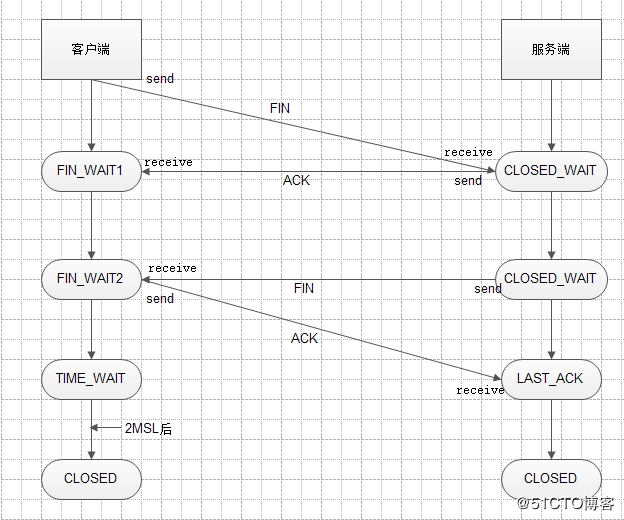 客户端
服务端
send
FIN
receive
receive
FIN_WAIT1
CLOSED_WAIT
ACK
send
receive
FIN_WAIT2
CLOSED_WAIT
FIN
send
send
ACK
TIME_WAIT
LAST_ACK
receive
2MSL后
CLOSED
CLOSED
@51CTO博客